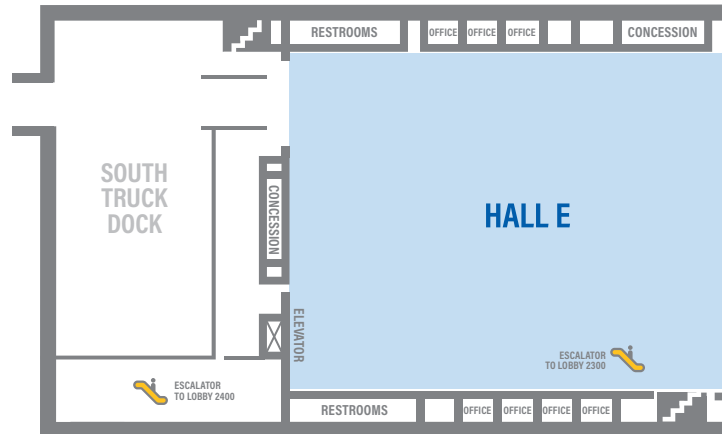 RESTROOMS
OFFICE
OFFICE
OFFICE
CONCESSION
SOUTH
TRUCK
DOCK
CONCESSION
HALL E
ELEVATOR
ESCALATOR
TO LOBBY 2300
ESCALATOR
TO LOBBY 2400
RESTROOMS
OFFICE
OFFICE
OFFICE
OFFICE